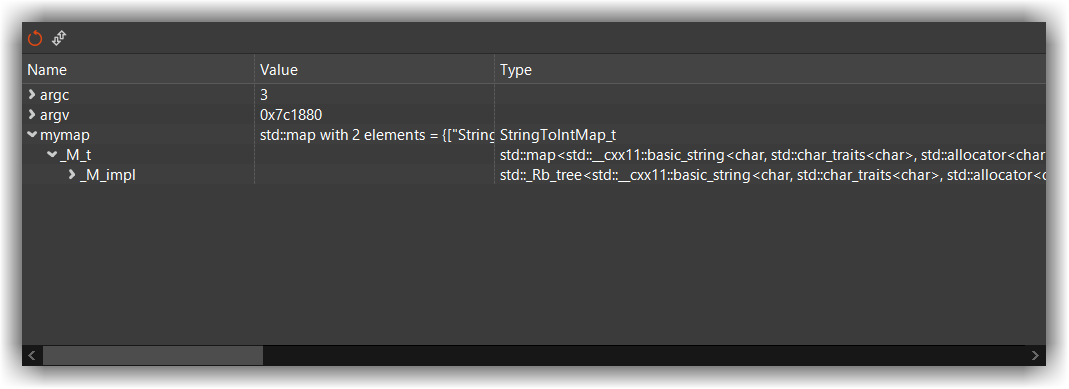 Name Value Type
argc 3
argv 0x7c1880
mymap std::map with 2 elements = {["String StringToIntMap_t
_M_t std::map<std::__cxx11::basic_string<char, std::char_traits<char>, std::allocator<char
_M_impl std::_Rb_tree<std::__cxx11::basic_string<char, std::char_traits<char>, std::allocator<c